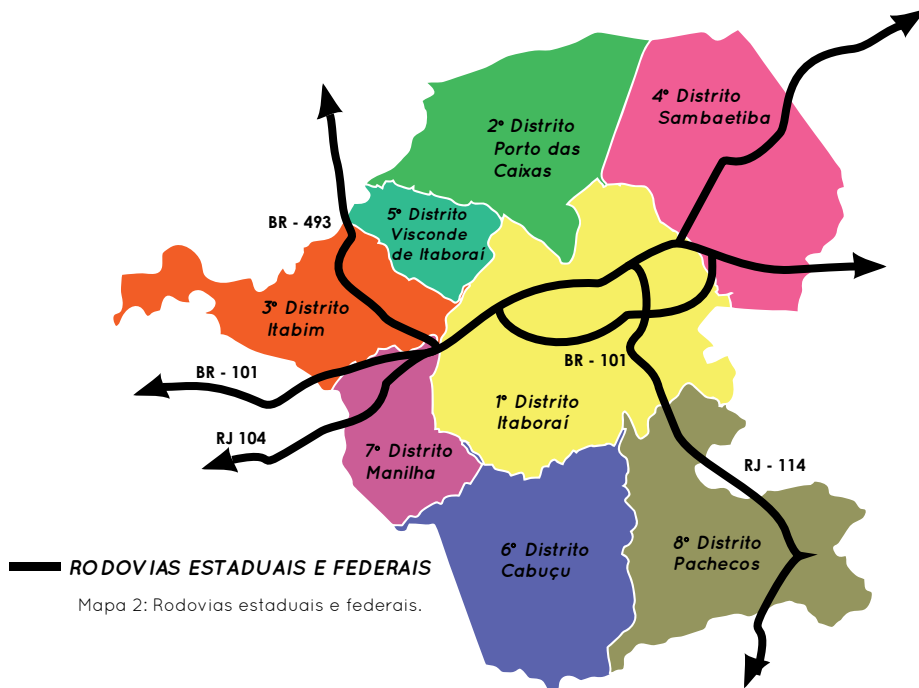 4º Distrito
Sambaetiba
2º Distrito
Porto das
Caixas
BR - 493
5º Distrito
Visconde
de Itaboraí
3º Distrito
Itabim
BR - 101
BR - 101
1º Distrito
Itaboraí
RJ 104
7º Distrito
Manilha
RJ - 114
6º Distrito
Cabuçu
8º Distrito
Pachecos
RODOVIAS ESTADUAIS E FEDERAIS
Mapa 2: Rodovias estaduais e federais.